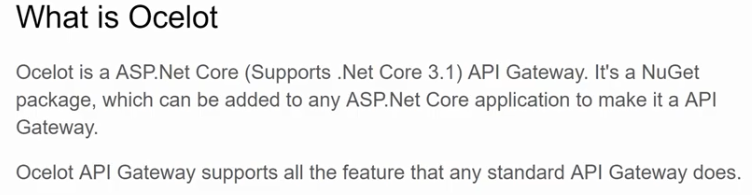 What is Ocelot
Ocelot is a ASP.Net Core (Supports .Net Core 3.1) API Gateway. It's a NuGet
package, which can be added to any ASP.Net Core application to make it a API
Gateway.
Ocelot API Gateway supports all the feature that any standard API Gateway does.